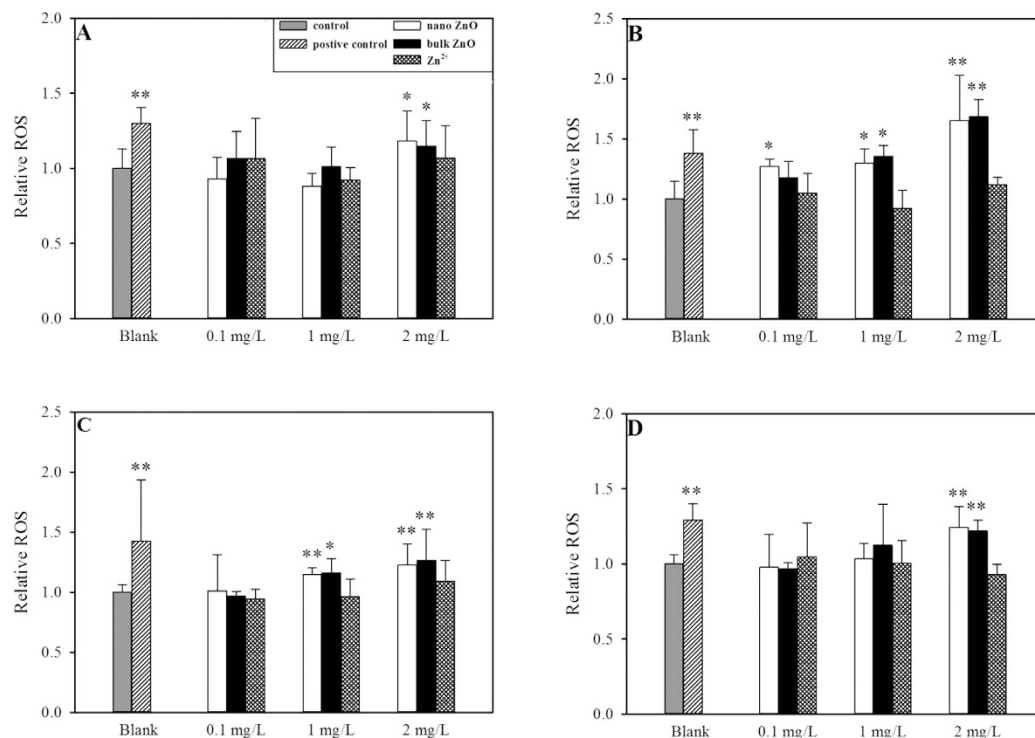 A
control
nano ZnO
postive control
bulk ZnO
Zn²⁺
Relative ROS
2.0
1.5
1.0
0.5
0.0
**
*
*
Blank
0.1 mg/L
1 mg/L
2 mg/L
B
Relative ROS
2.5
2.0
1.5
1.0
0.5
0.0
**
*
*
*
**
**
Blank
0.1 mg/L
1 mg/L
2 mg/L
C
Relative ROS
2.5
2.0
1.5
1.0
0.5
0.0
**
**
*
**
**
Blank
0.1 mg/L
1 mg/L
2 mg/L
D
Relative ROS
2.0
1.5
1.0
0.5
0.0
**
**
**
Blank
0.1 mg/L
1 mg/L
2 mg/L